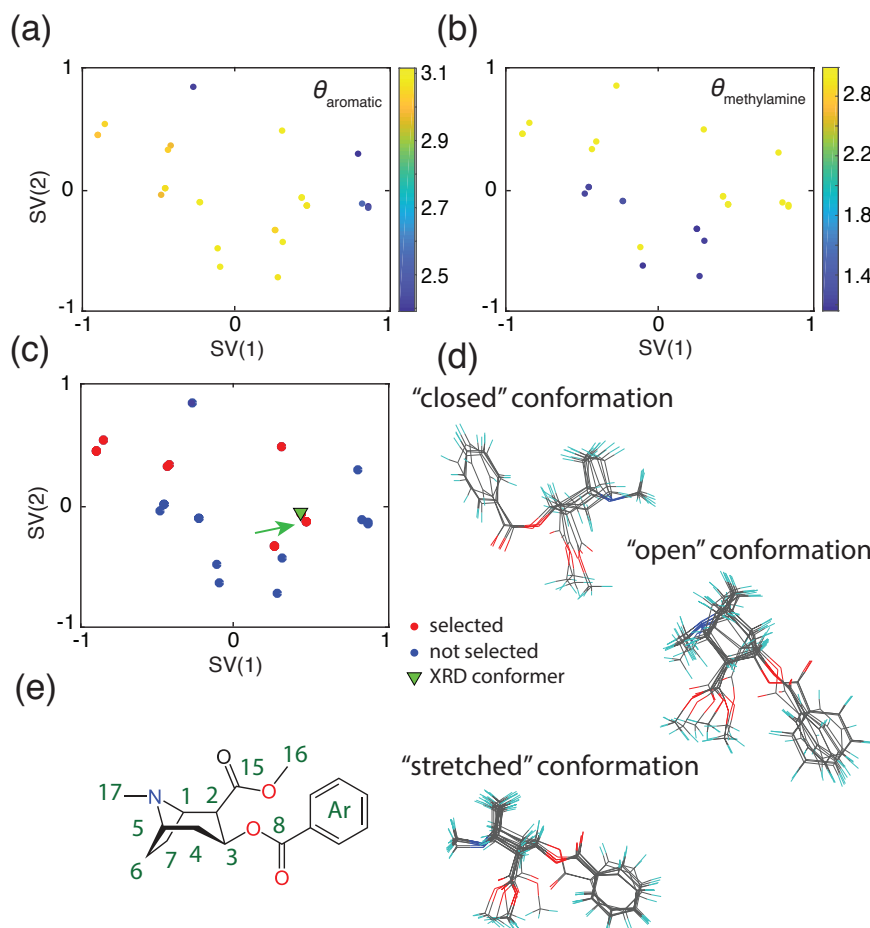 (a)
1
0
-1
-1
0
1
SV(2)
SV(1)
θaromatic
3.1
2.9
2.7
2.5
(b)
1
0
-1
-1
0
1
SV(1)
θmethylamine
2.8
2.2
1.8
1.4
(c)
1
0
-1
-1
0
1
SV(2)
SV(1)
selected
not selected
XRD conformer
(d)
“closed” conformation
“open” conformation
“stretched” conformation
(e)
O
16
15
17
N
1
2
O
Ar
5
O
8
4
3
7
6
O